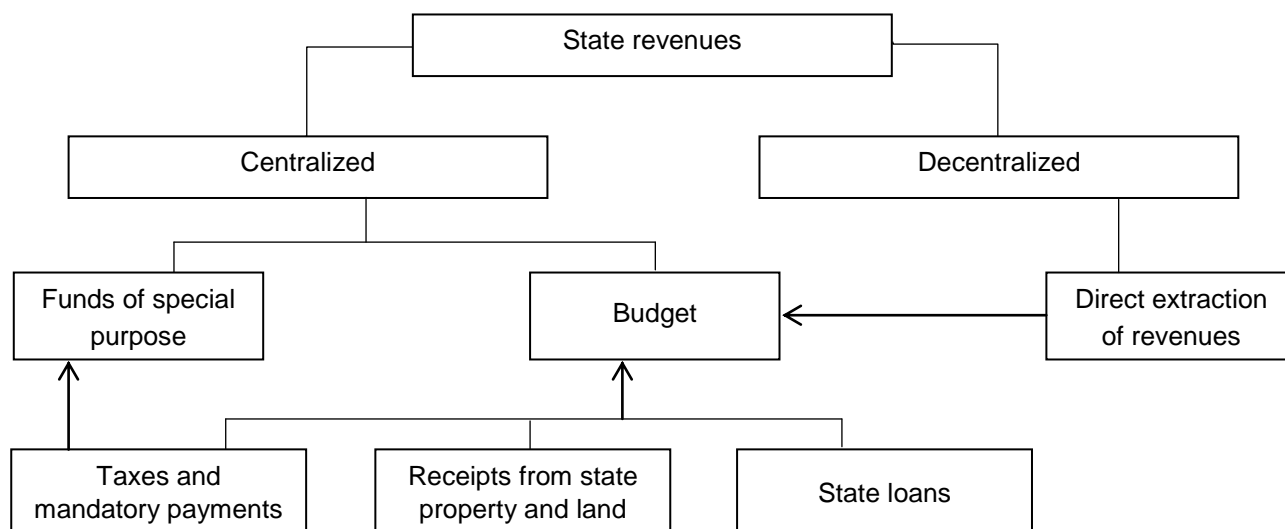 State revenues
Centralized
Decentralized
Funds of special
purpose
Budget
Direct extraction
of revenues
Taxes and
mandatory payments
Receipts from state
property and land
State loans